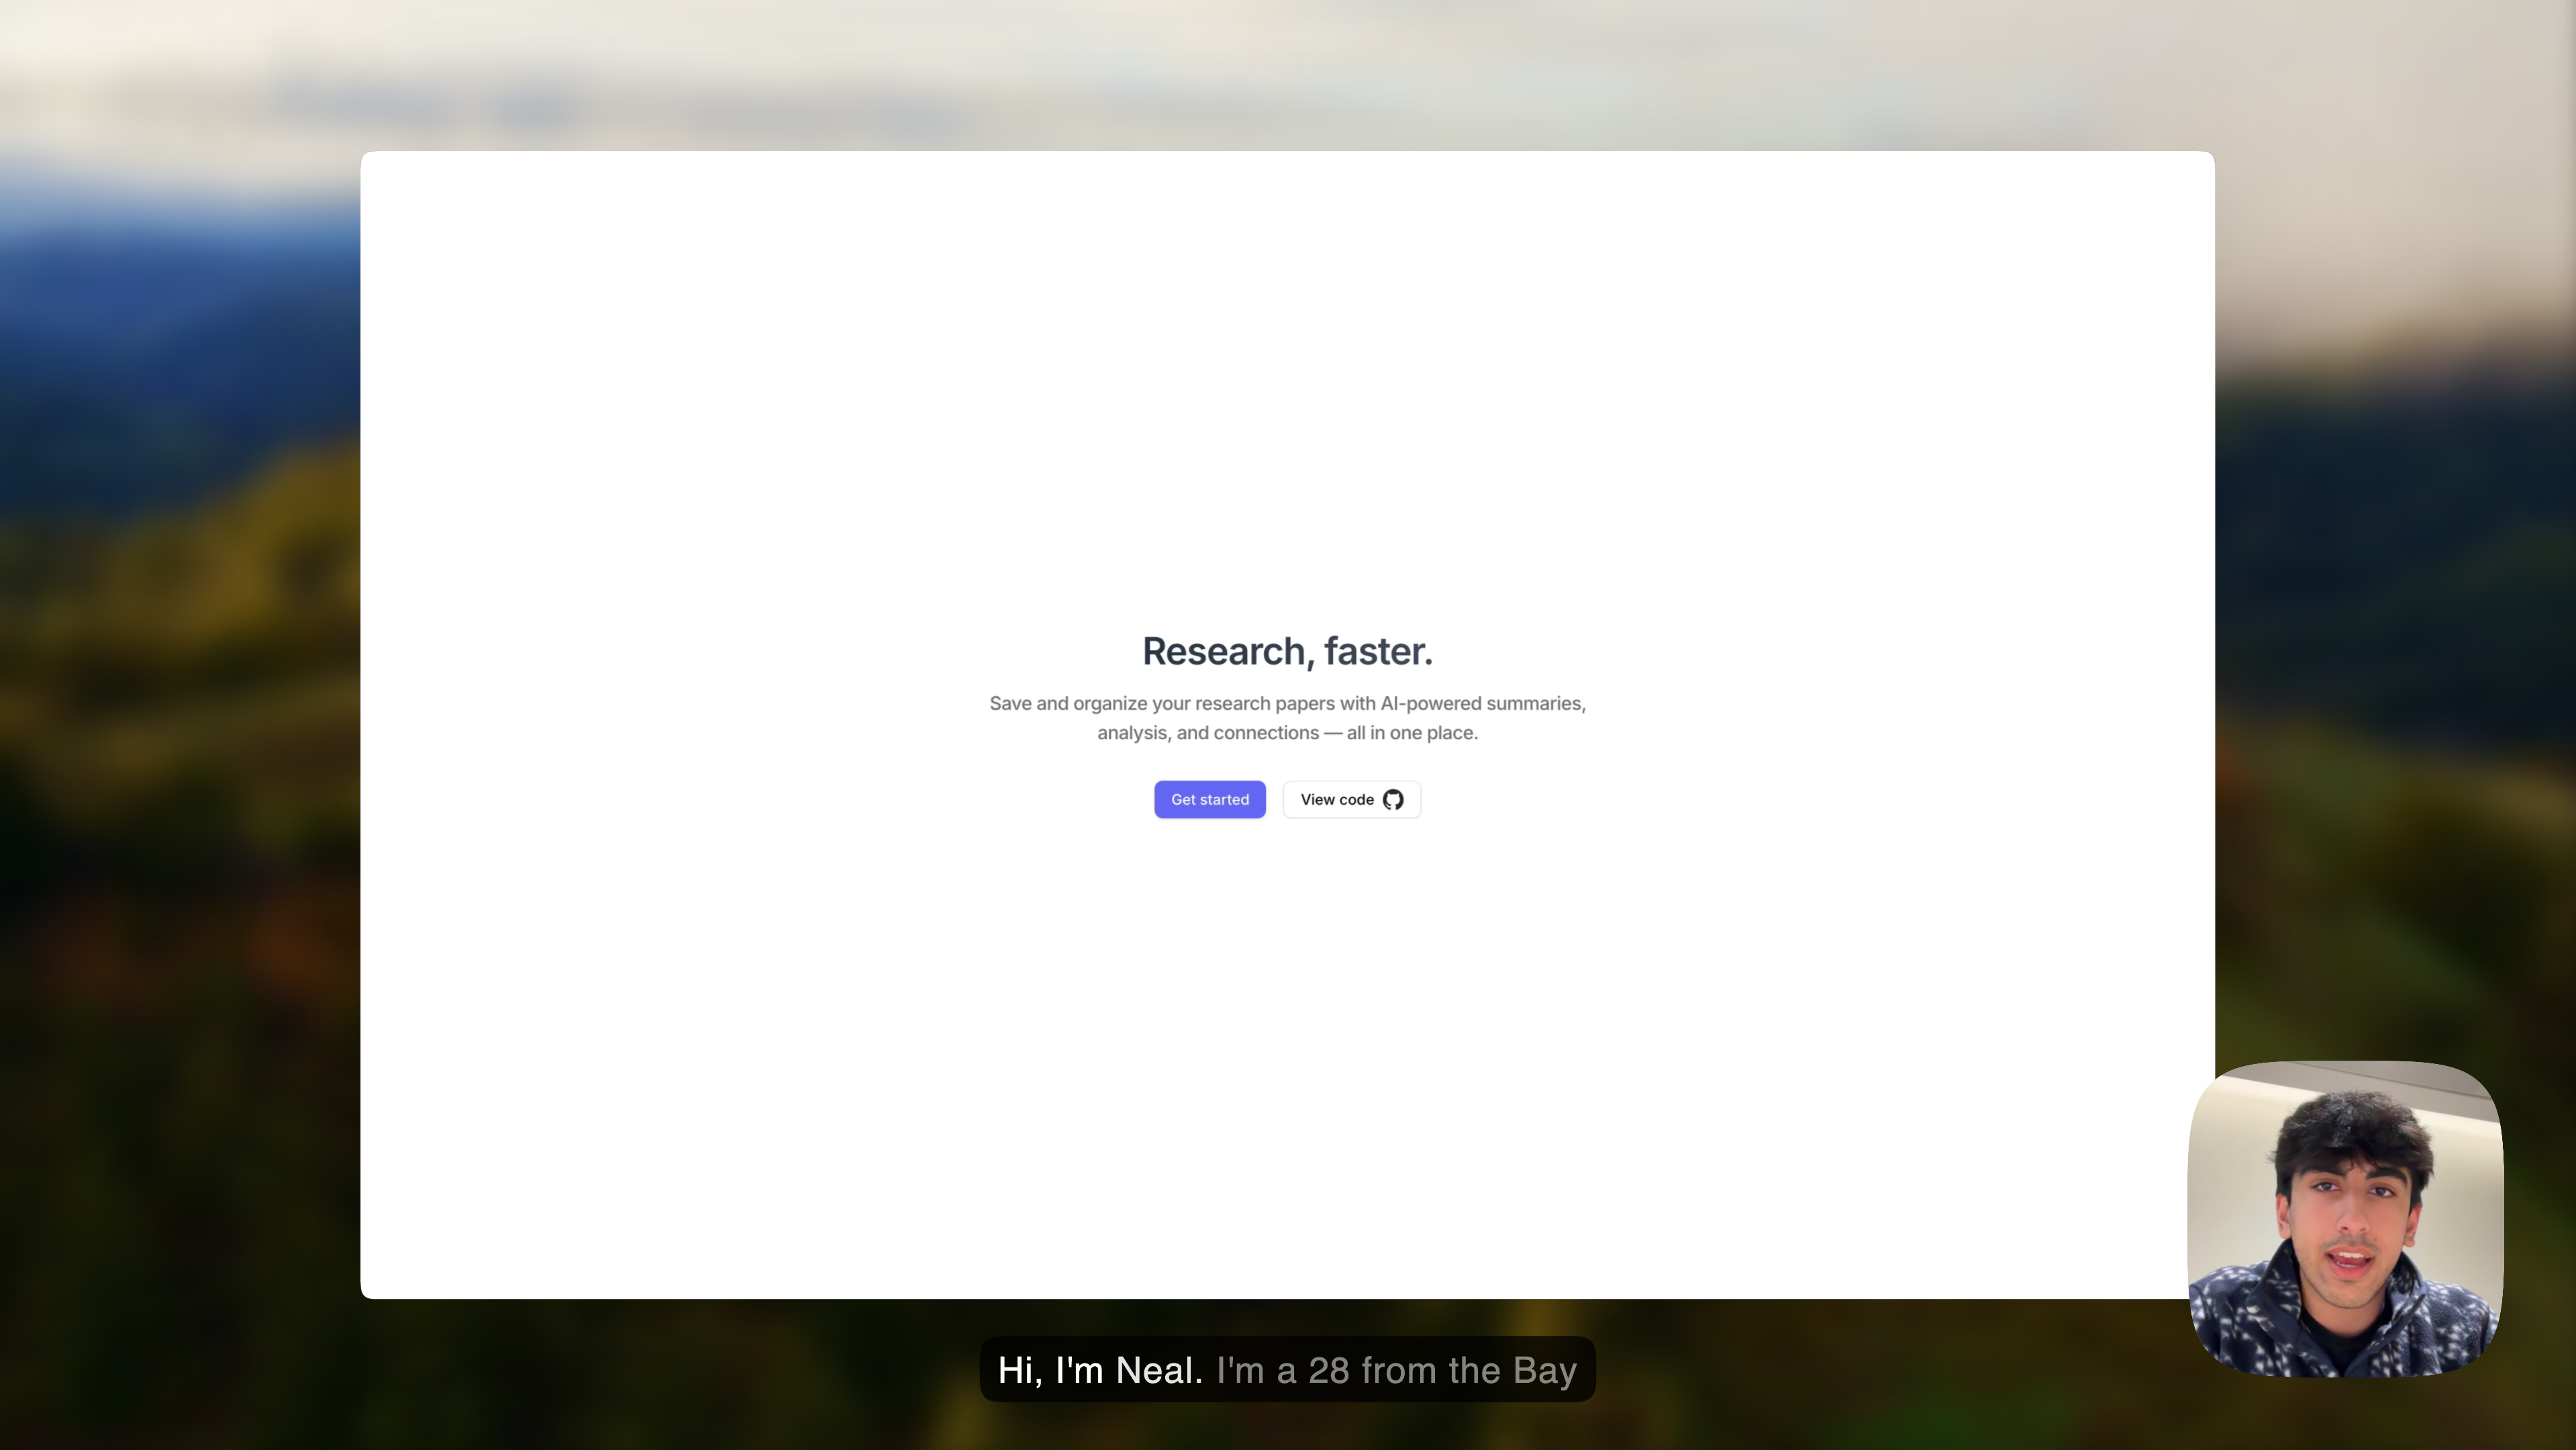 Research, faster.
Save and organize your research papers with AI-powered summaries,
analysis, and connections — all in one place.
Get started
View code
Hi, I'm Neal. I'm a 28 from the Bay